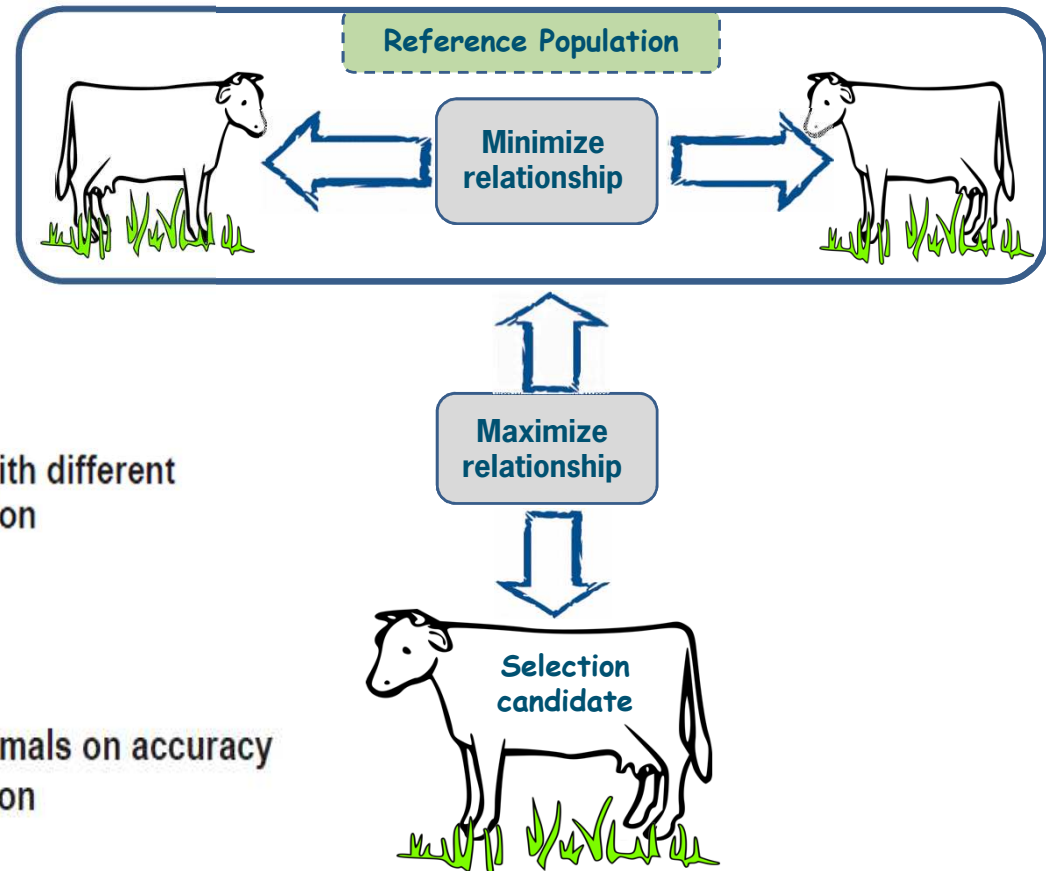 Reference Population
Minimize
relationship
Maximize
relationship
ith different
on
Selection
candidate
mals on accuracy
on